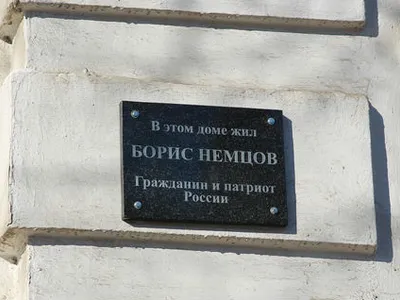 В этом доме жил
БОРИС НЕМЦОВ
Гражданин и патриот
России